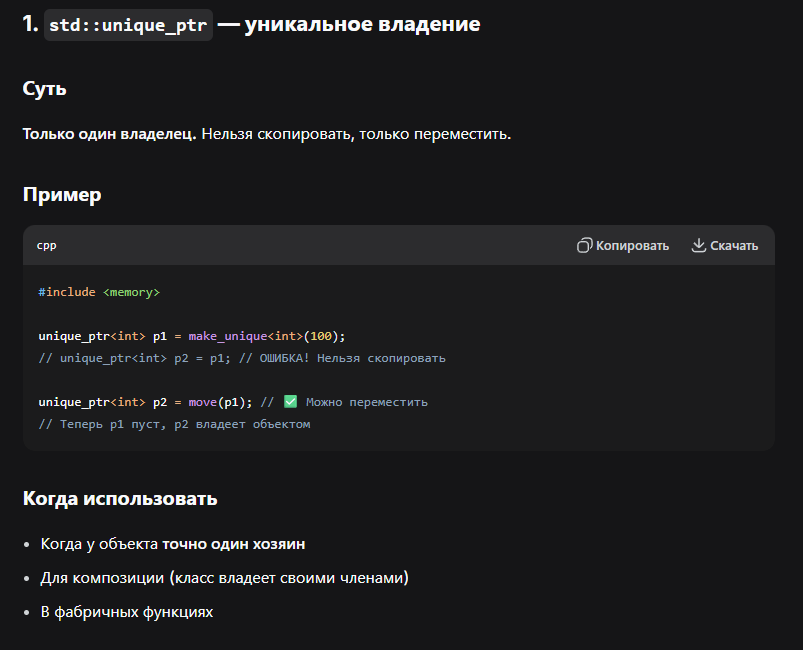 1. std::unique_ptr — уникальное владение
Суть
Только один владелец. Нельзя скопировать, только переместить.
Пример
cpp Копировать Скачать
#include <memory>
unique_ptr<int> p1 = make_unique<int>(100);
// unique_ptr<int> p2 = p1; // ОШИБКА! Нельзя скопировать
unique_ptr<int> p2 = move(p1); // ✅ Можно переместить
// Теперь p1 пуст, p2 владеет объектом
Когда использовать
• Когда у объекта точно один хозяин
• Для композиции (класс владеет своими членами)
• В фабричных функциях